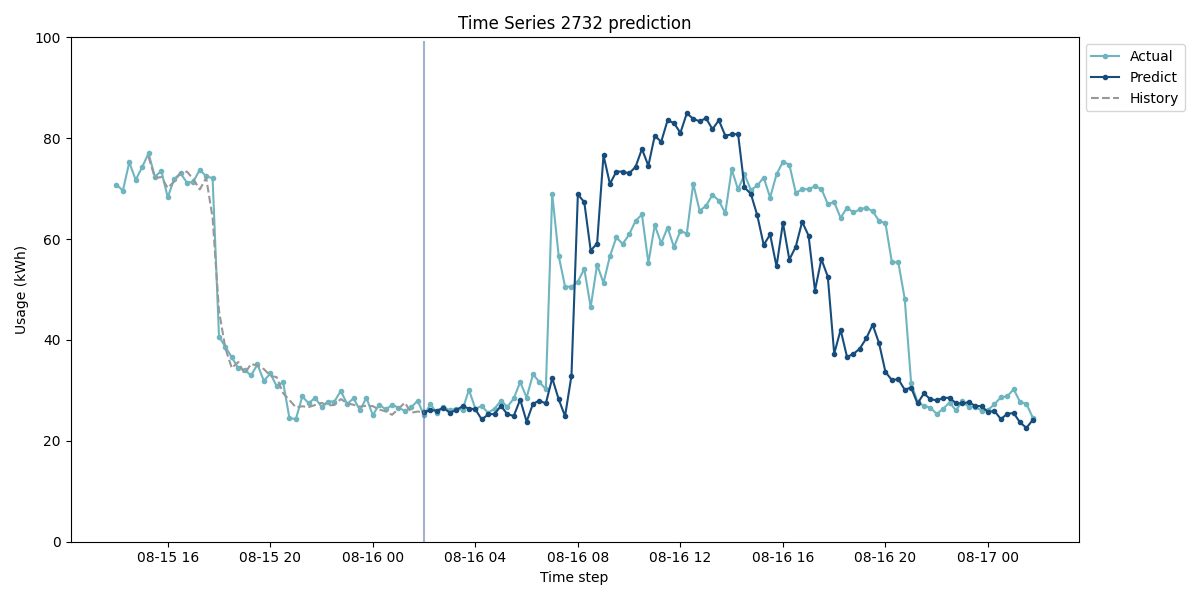 Time Series 2732 prediction
Usage (kWh)
100
80
60
40
20
0
08-15 16
08-15 20
08-16 00
08-16 04
08-16 08
08-16 12
08-16 16
08-16 20
08-17 00
Time step
Actual
Predict
History